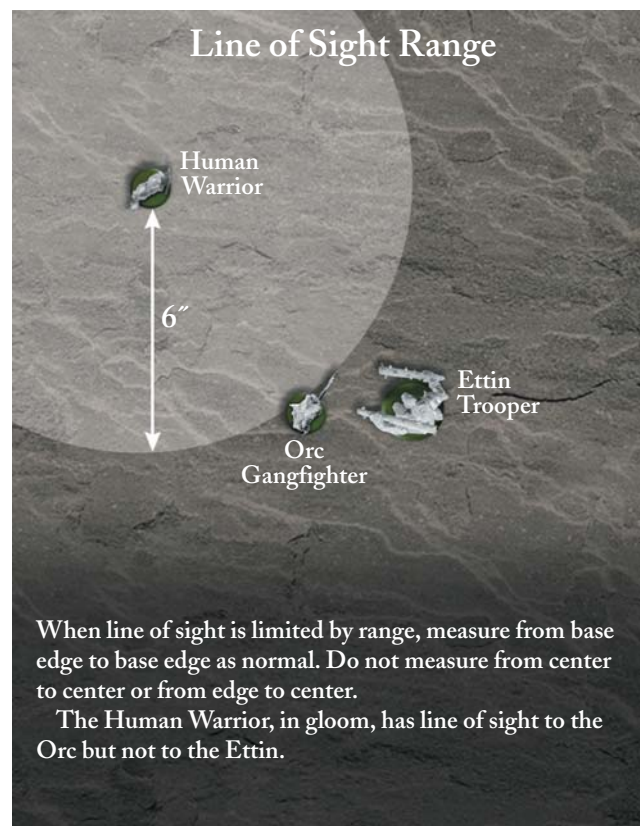 Line of Sight Range
Human
Warrior
6″
Ettin
Trooper
Orc
Gangfighter
When line of sight is limited by range, measure from base
edge to base edge as normal. Do not measure from center
to center or from edge to center.
The Human Warrior, in gloom, has line of sight to the
Orc but not to the Ettin.